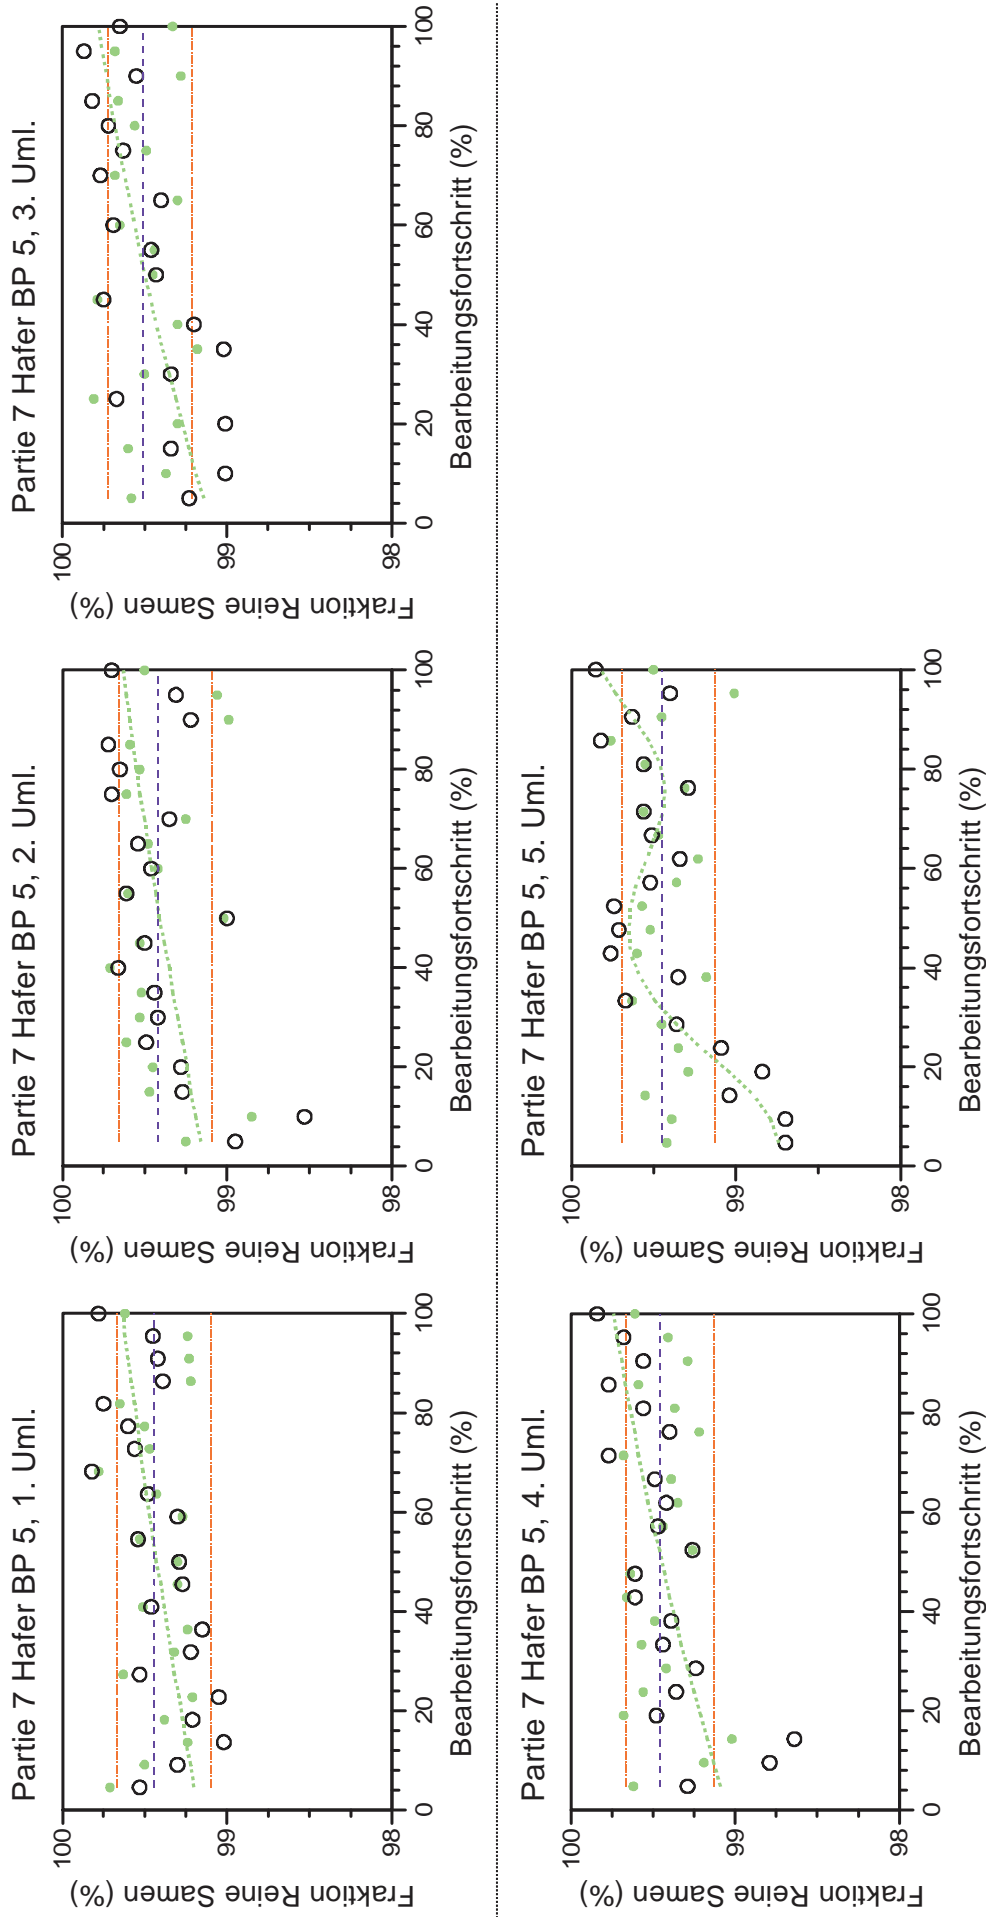 Partie 7 Hafer BP 5, 1. Uml.
Fraktion Reine Samen (%)
100
99
98
0 20 40 60 80 100
Bearbeitungsfortschritt (%)
Partie 7 Hafer BP 5, 2. Uml.
Fraktion Reine Samen (%)
100
99
98
0 20 40 60 80 100
Bearbeitungsfortschritt (%)
Partie 7 Hafer BP 5, 3. Uml.
Fraktion Reine Samen (%)
100
99
98
0 20 40 60 80 100
Bearbeitungsfortschritt (%)
Partie 7 Hafer BP 5, 4. Uml.
Fraktion Reine Samen (%)
100
99
98
0 20 40 60 80 100
Bearbeitungsfortschritt (%)
Partie 7 Hafer BP 5, 5. Uml.
Fraktion Reine Samen (%)
100
99
98
0 20 40 60 80 100
Bearbeitungsfortschritt (%)